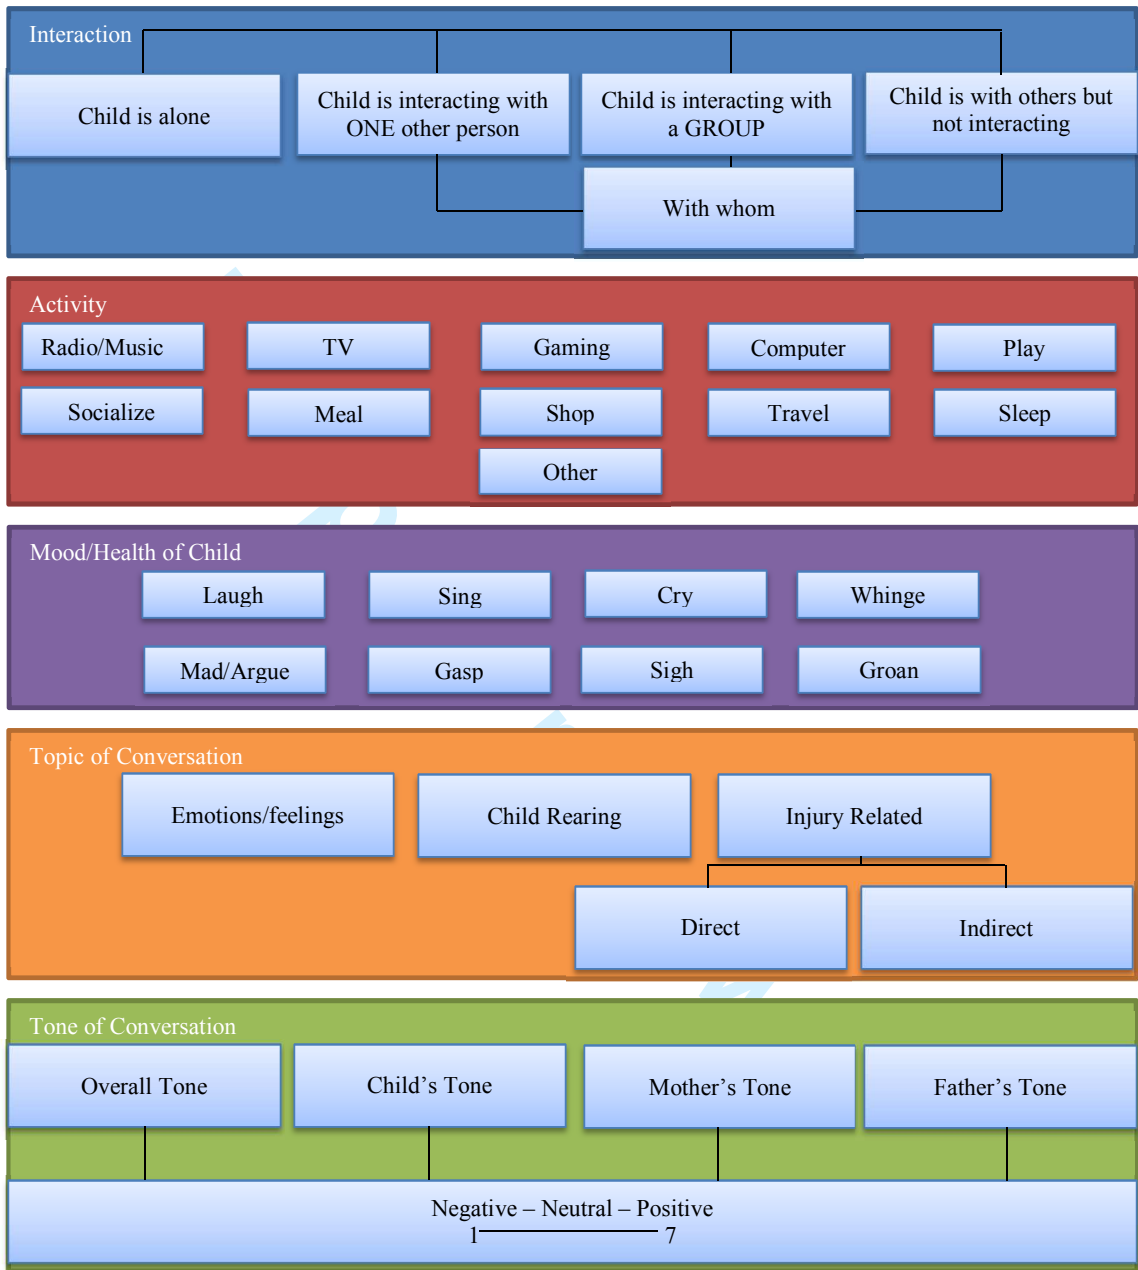 Interaction
Child is alone
Child is interacting with
ONE other person
Child is interacting with
a GROUP
Child is with others but
not interacting
With whom
Activity
Radio/Music
TV
Gaming
Computer
Play
Socialize
Meal
Shop
Travel
Sleep
Other
Mood/Health of Child
Laugh
Sing
Cry
Whinge
Mad/Argue
Gasp
Sigh
Groan
Topic of Conversation
Emotions/feelings
Child Rearing
Injury Related
Direct
Indirect
Tone of Conversation
Overall Tone
Child’s Tone
Mother’s Tone
Father’s Tone
Negative – Neutral – Positive
1 7